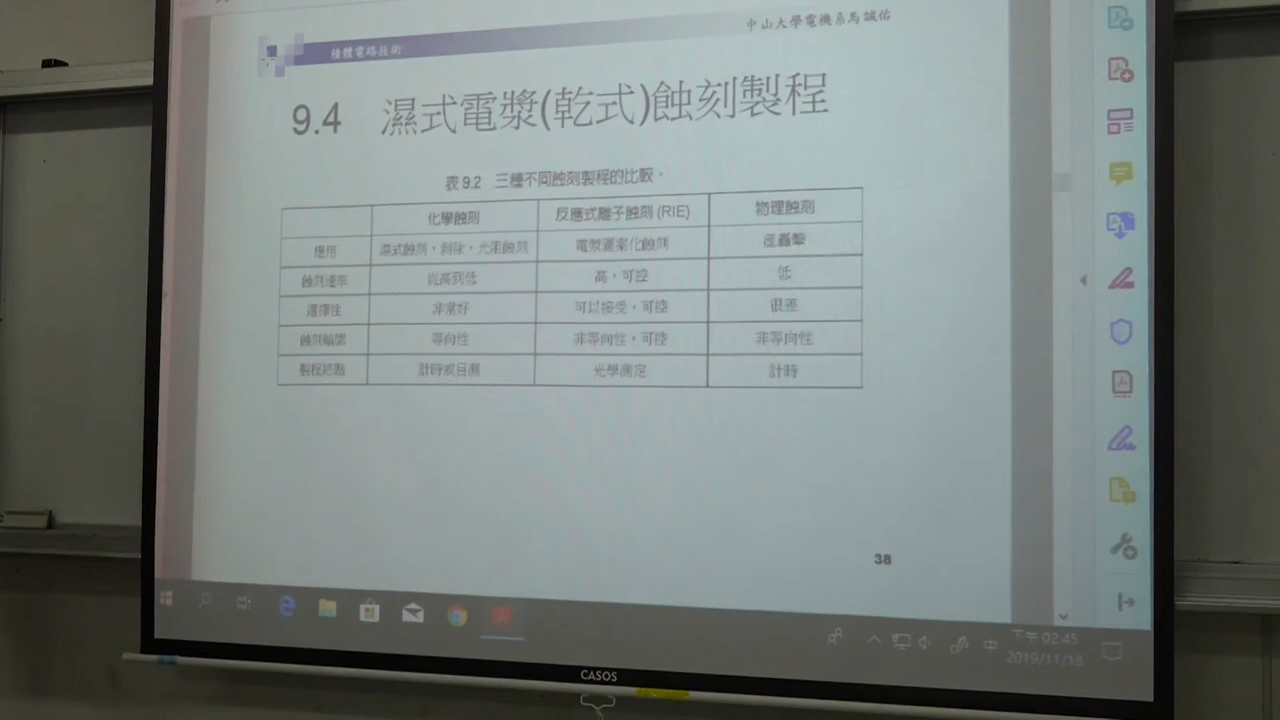 中山大學電機系馬誠佑
積體電路技術
9.4 濕式電漿(乾式)蝕刻製程
表 9.2 三種不同蝕刻製程的比較。
化學蝕刻 反應式離子蝕刻 (RIE) 物理蝕刻
應用 濕式蝕刻，剝除，光阻蝕刻 電漿圖案化蝕刻 氬轟擊
蝕刻速率 從高到低 高，可控 低
選擇性 非常好 可以接受，可控 很差
蝕刻輪廓 等向性 非等向性，可控 非等向性
製程終點 計時或目測 光學測定 計時
38
中 下午 02:45
2019/11/18
CASOS